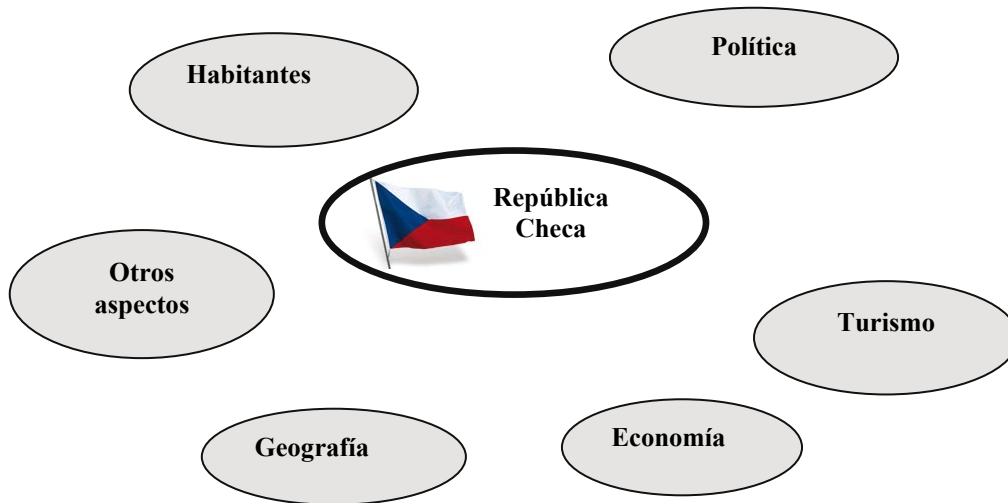 Política
Habitantes
República
Checa
Otros
aspectos
Turismo
Economía
Geografía